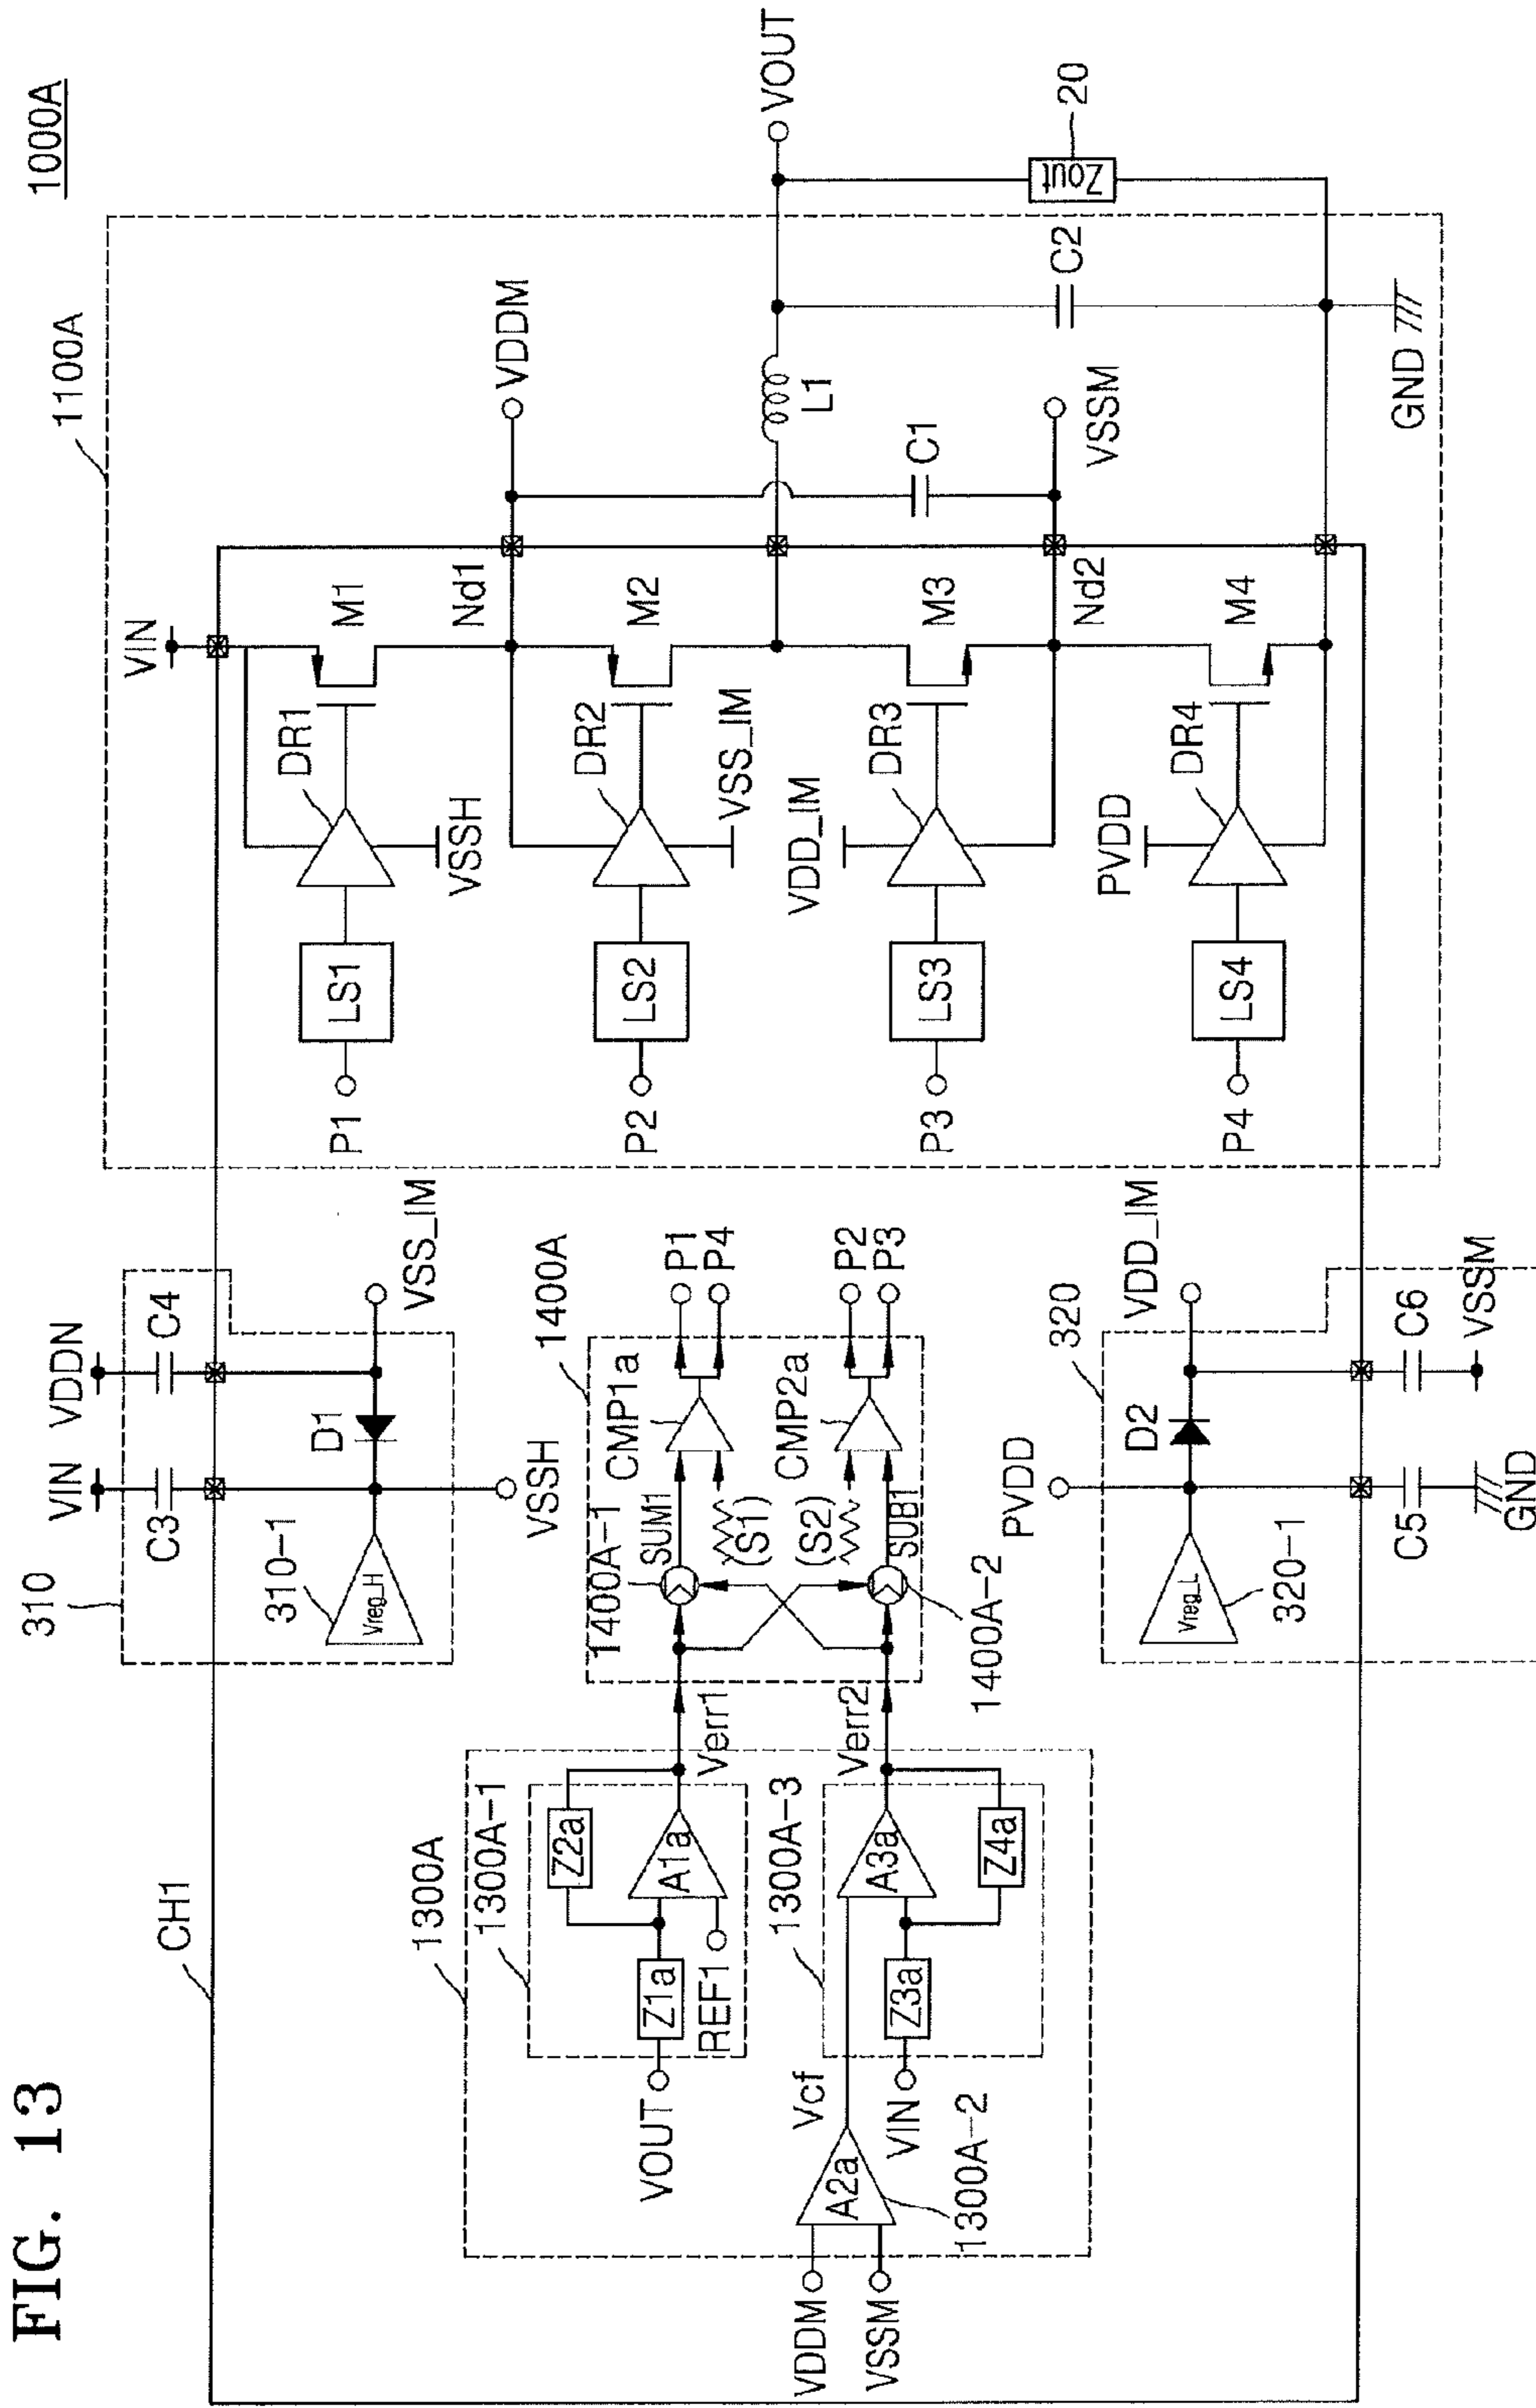 FIG. 13
1000A
CH1
310
VIN
VDDN
C3
C4
310-1
Vreg_H
D1
VSS_IM
VSSH
1300A
1300A-1
VOUT
Z1a
Z2a
REF1
A1a
Verr1
1300A-3
VDDM
VSSM
A2a
Vcf
1300A-2
VIN
Z3a
A3a
Z4a
Verr2
1400A
1400A-1
SUM1
CMP1a
(S1)
P1
P4
(S2)
CMP2a
SUB1
1400A-2
P2
P3
320
PVDD
D2
VDD_IM
Vreg_L
320-1
C5
GND
C6
VSSM
1100A
VIN
P1
LS1
DR1
VSSH
M1
Nd1
VDDM
P2
LS2
DR2
VSS_IM
M2
L1
VOUT
C1
P3
LS3
VDD_IM
DR3
M3
Nd2
VSSM
C2
Zout
20
P4
LS4
PVDD
DR4
M4
GND